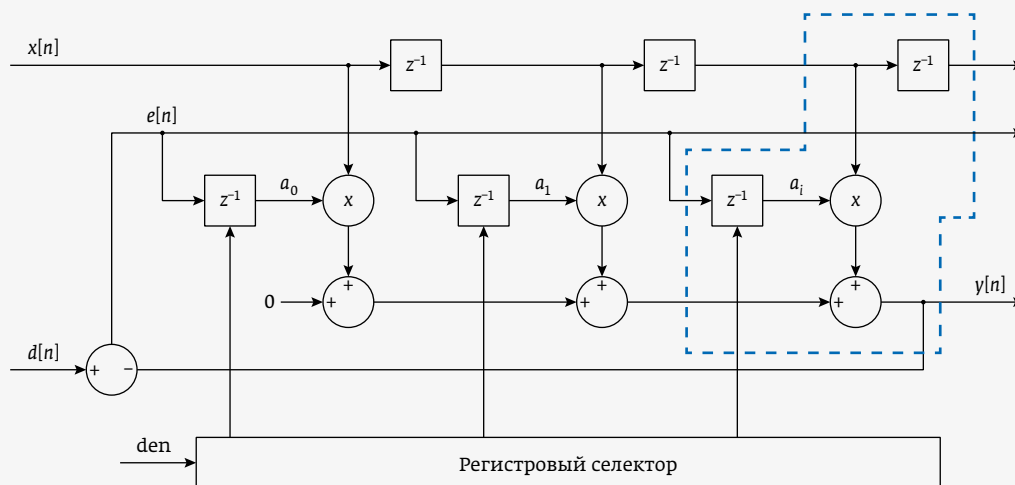 x[n]
z⁻¹ z⁻¹ z⁻¹
e[n]
z⁻¹ a₀ x z⁻¹ a₁ x z⁻¹ aᵢ x
0 + + + + + + y[n]
d[n] + −
den
Регистровый селектор